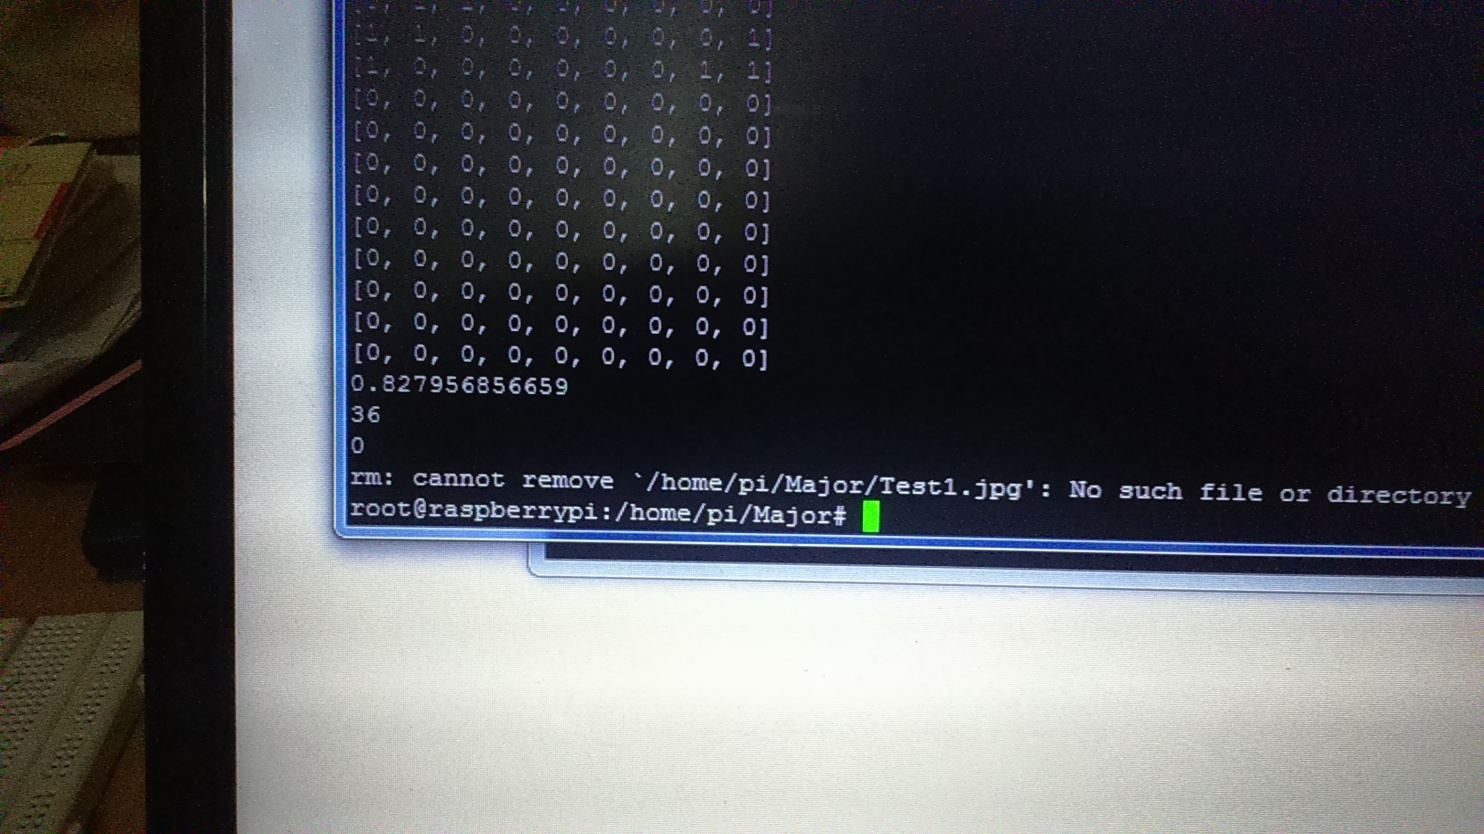 [1, 1, 0, 0, 0, 0, 0, 0, 1]
[1, 0, 0, 0, 0, 0, 0, 1, 1]
[0, 0, 0, 0, 0, 0, 0, 0, 0]
[0, 0, 0, 0, 0, 0, 0, 0, 0]
[0, 0, 0, 0, 0, 0, 0, 0, 0]
[0, 0, 0, 0, 0, 0, 0, 0, 0]
[0, 0, 0, 0, 0, 0, 0, 0, 0]
[0, 0, 0, 0, 0, 0, 0, 0, 0]
[0, 0, 0, 0, 0, 0, 0, 0, 0]
[0, 0, 0, 0, 0, 0, 0, 0, 0]
[0, 0, 0, 0, 0, 0, 0, 0, 0]
0.827956856659
36
0
rm: cannot remove `/home/pi/Major/Test1.jpg': No such file or directory
root@raspberrypi:/home/pi/Major#